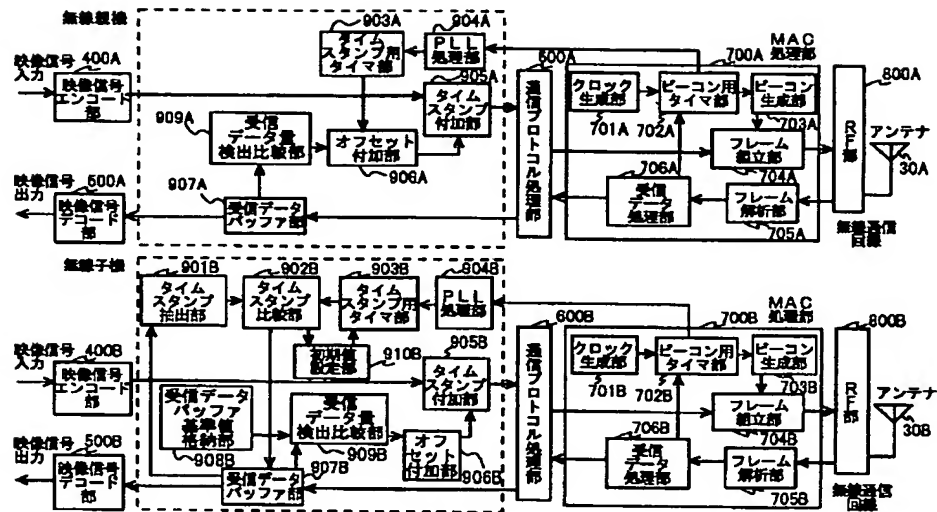 無線親機
映像信号
入力
400A
映像信号
エンコード
部
903A
タイム
スタンプ用
タイマ部
904A
PLL
処理部
905A
タイム
スタンプ
付加部
909A
受信
データ量
検出比較部
オフセット
付加部
906A
映像信号
出力
500A
映像信号
デコード
部
907A
受信データ
バッファ部
600A
通信プロトコル処理部
MAC
処理部
700A
クロック
生成部
701A
ビーコン用
タイマ部
702A
ビーコン
生成部
703A
フレーム
組立部
704A
706A
受信
データ
処理部
フレーム
解析部
705A
800A
RF部
アンテナ
30A
無線通信
回線
無線子機
映像信号
入力
400B
映像信号
エンコード
部
901B
タイム
スタンプ
抽出部
902B
タイム
スタンプ
比較部
903B
タイム
スタンプ用
タイマ部
904B
PLL
処理部
初期値
設定部
910B
905B
タイム
スタンプ
付加部
受信データ
バッファ
基準値
格納部
908B
受信
データ量
検出比較部
909B
オフ
セット
付加部
906B
映像信号
出力
500B
映像信号
デコード
部
907B
受信データ
バッファ部
600B
通信プロトコル処理部
MAC
処理部
700B
クロック
生成部
701B
ビーコン用
タイマ部
702B
ビーコン
生成部
703B
フレーム
組立部
704B
706B
受信
データ
処理部
フレーム
解析部
705B
800B
RF部
アンテナ
30B
無線通信
回線